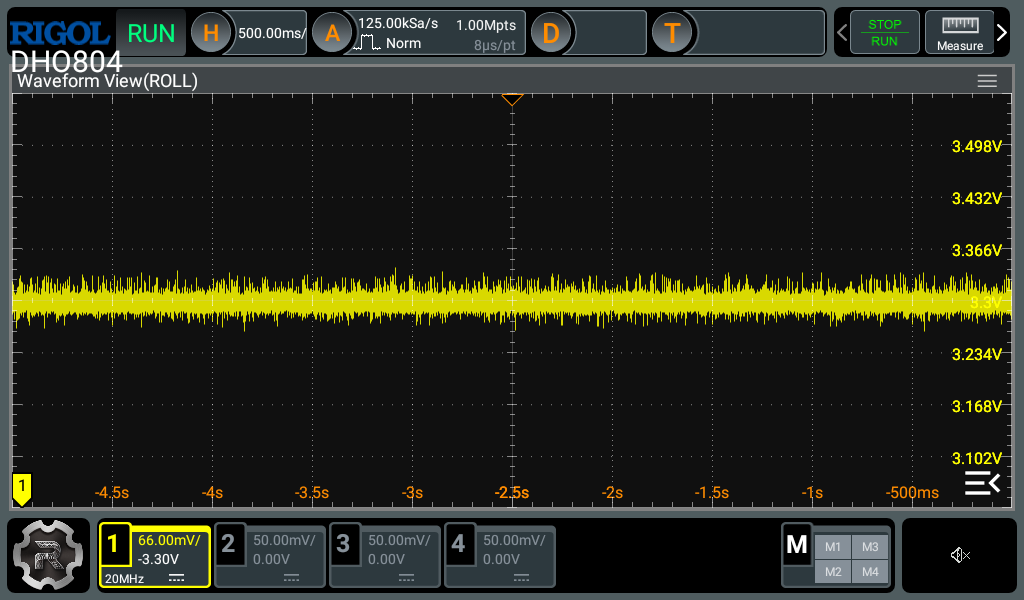 RIGOL RUN H 500.00ms/ A 125.00kSa/s 1.00Mpts D T STOP
Norm 8µs/pt RUN Measure
DHO804
Waveform View(ROLL)
3.498V
3.432V
3.366V
3.3V
3.234V
3.168V
3.102V
1 -4.5s -4s -3.5s -3s -2.5s -2s -1.5s -1s -500ms
1 66.00mV/ 2 50.00mV/ 3 50.00mV/ 4 50.00mV/ M M1 M3
-3.30V 0.00V 0.00V 0.00V
20MHz M2 M4